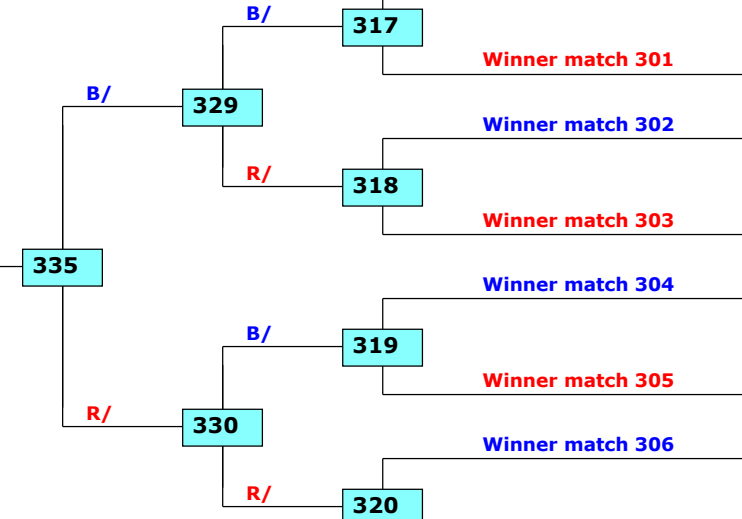 B/
317
Winner match 301
B/
329
Winner match 302
R/
318
Winner match 303
335
Winner match 304
B/
319
Winner match 305
R/
330
Winner match 306
R/
320